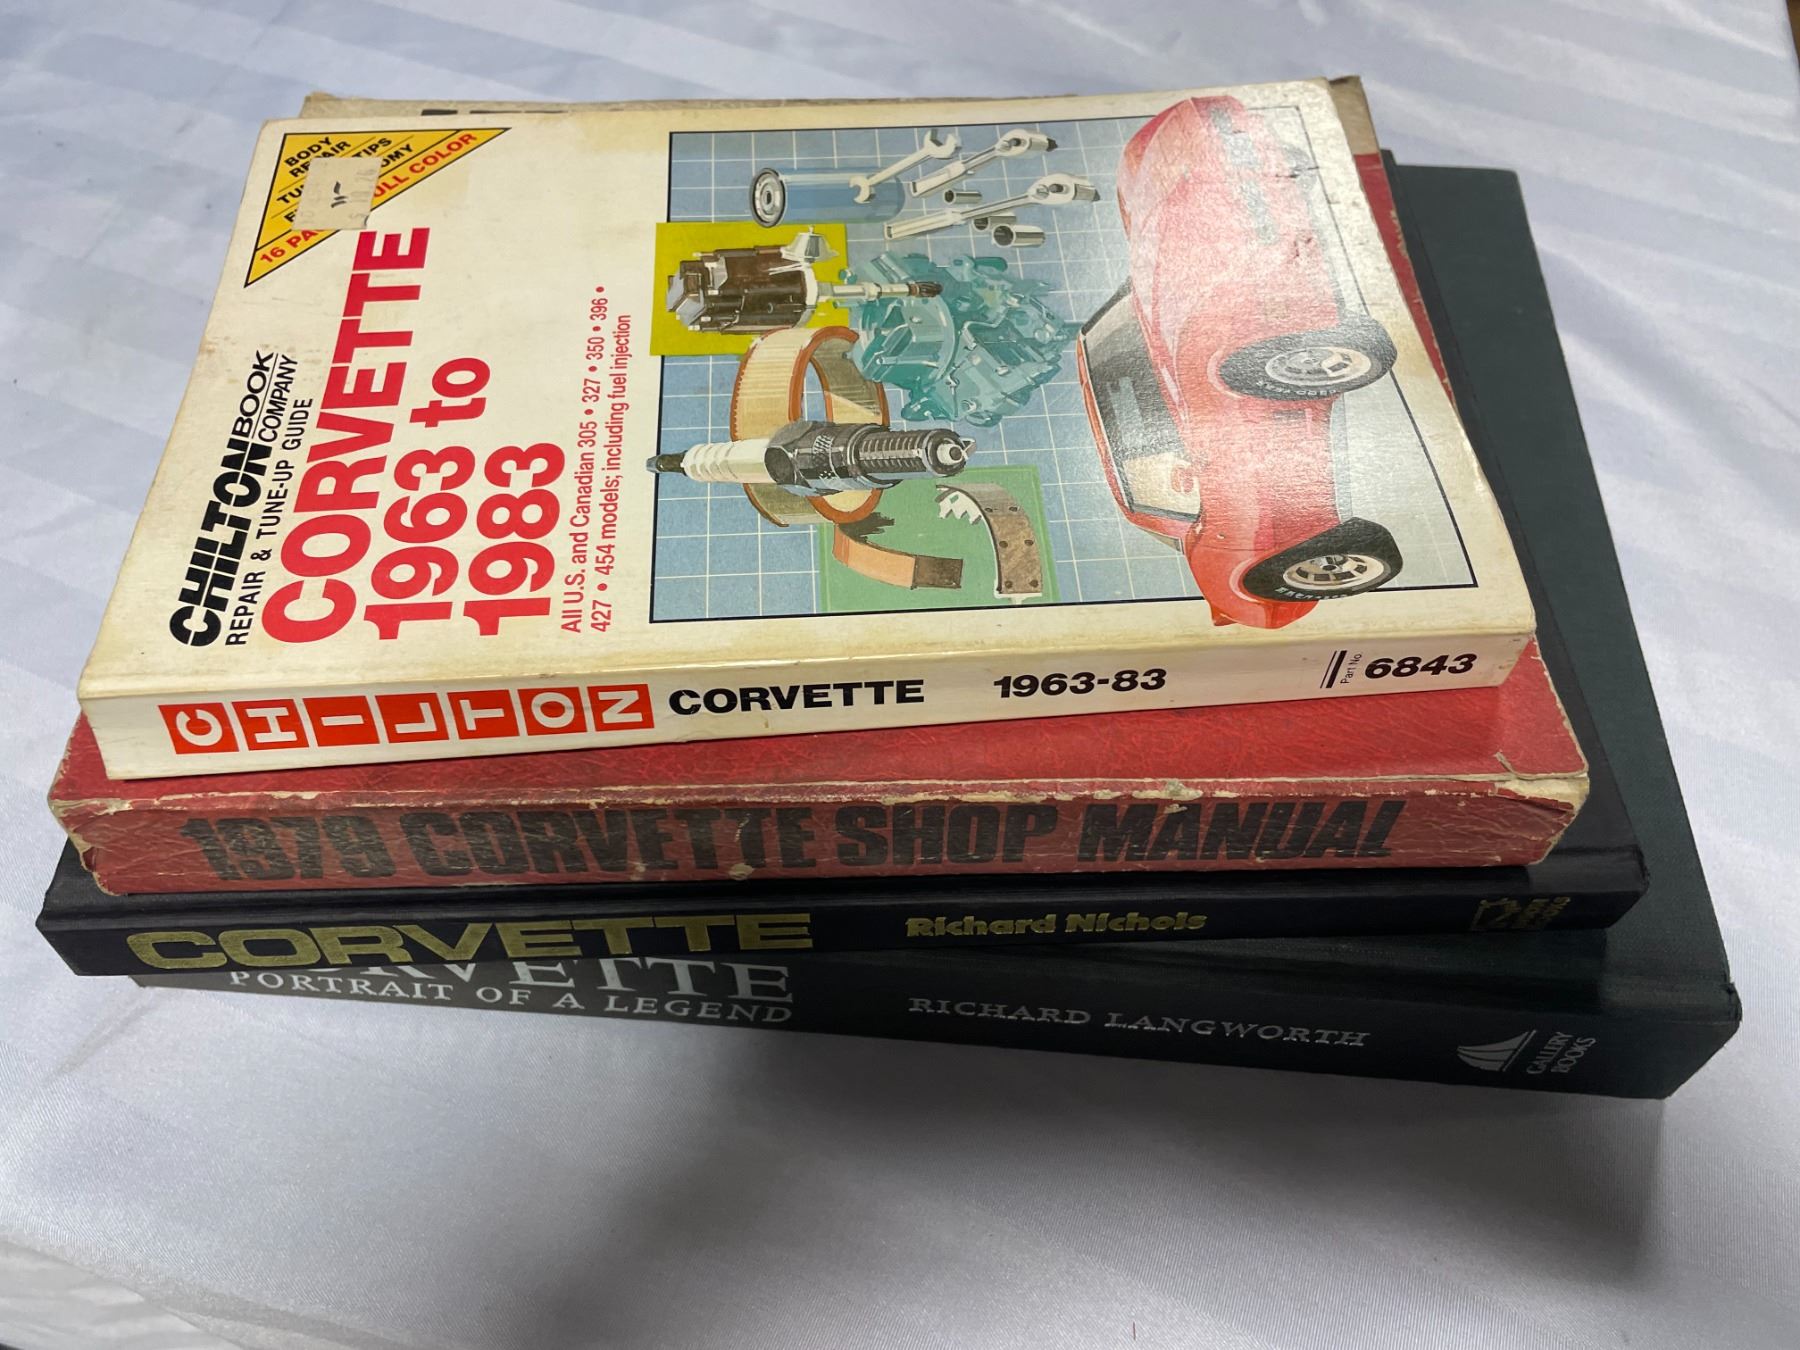 BODY
TIPS
16 FULL COLOR
CHILTON BOOK
COMPANY
REPAIR & TUNE-UP GUIDE
CORVETTE
1963 to
1983
All U.S. and Canadian 305 • 327 • 350 • 396 •
427 • 454 models; including fuel injection
CHILTON CORVETTE 1963-83 Part No. 6843
1979 CORVETTE SHOP MANUAL
CORVETTE Richard Nichols
CORVETTE
PORTRAIT OF A LEGEND RICHARD LANGWORTH
GALLERY
BOOKS